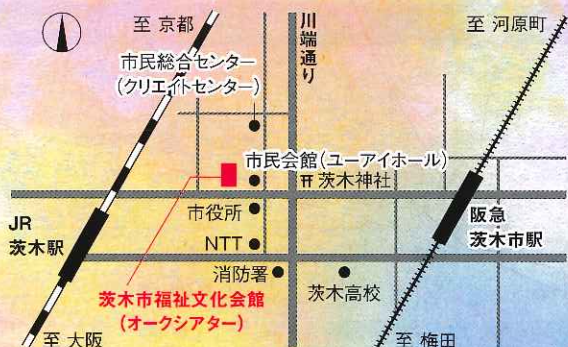 至 京都
川端通り
至 河原町
市民総合センター
(クリエイトセンター)
市民会館(ユーアイホール)
茨木神社
市役所
JR
茨木駅
NTT
阪急
茨木市駅
消防署
茨木高校
茨木市福祉文化会館
(オークシアター)
至 大阪
至 梅田